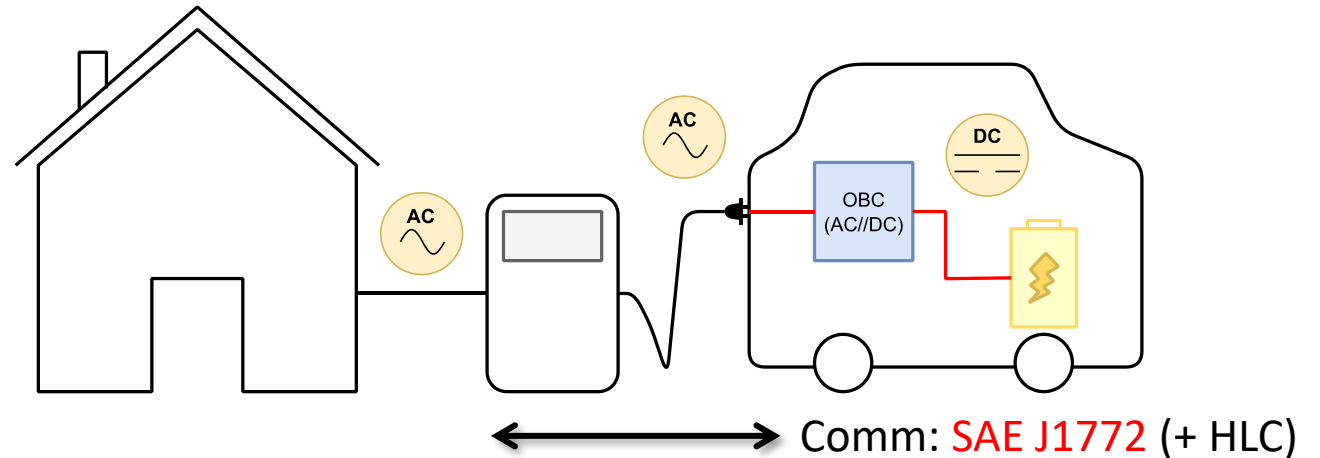 AC
AC
DC
OBC
(AC//DC)
Comm: SAE J1772 (+ HLC)